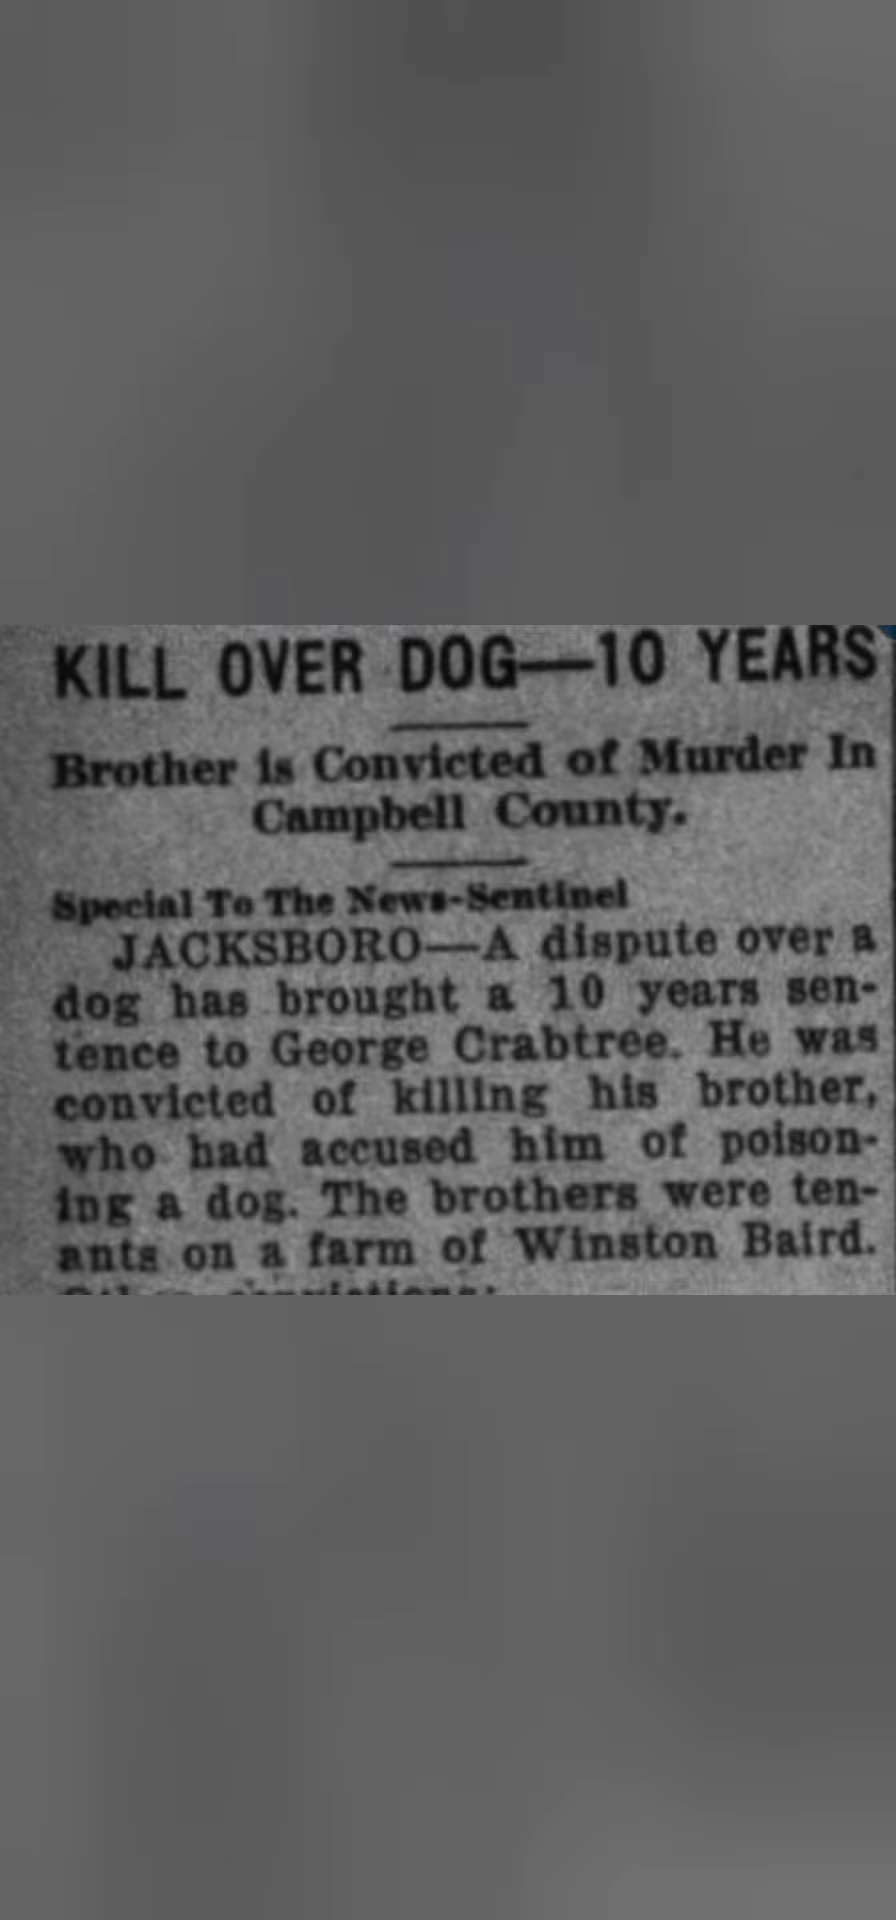 KILL OVER DOG—10 YEARS
Brother is Convicted of Murder In
Campbell County.
Special To The News-Sentinel
JACKSBORO—A dispute over a
dog has brought a 10 years sen-
tence to George Crabtree. He was
convicted of killing his brother,
who had accused him of poison-
ing a dog. The brothers were ten-
ants on a farm of Winston Baird.